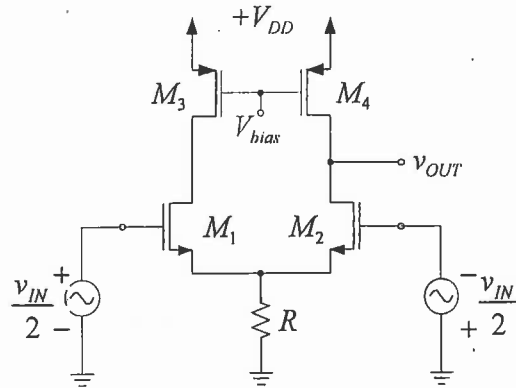 +V_DD
M_3
M_4
V_bias
v_OUT
M_1
M_2
v_IN/2
+
−
R
−
+
v_IN/2